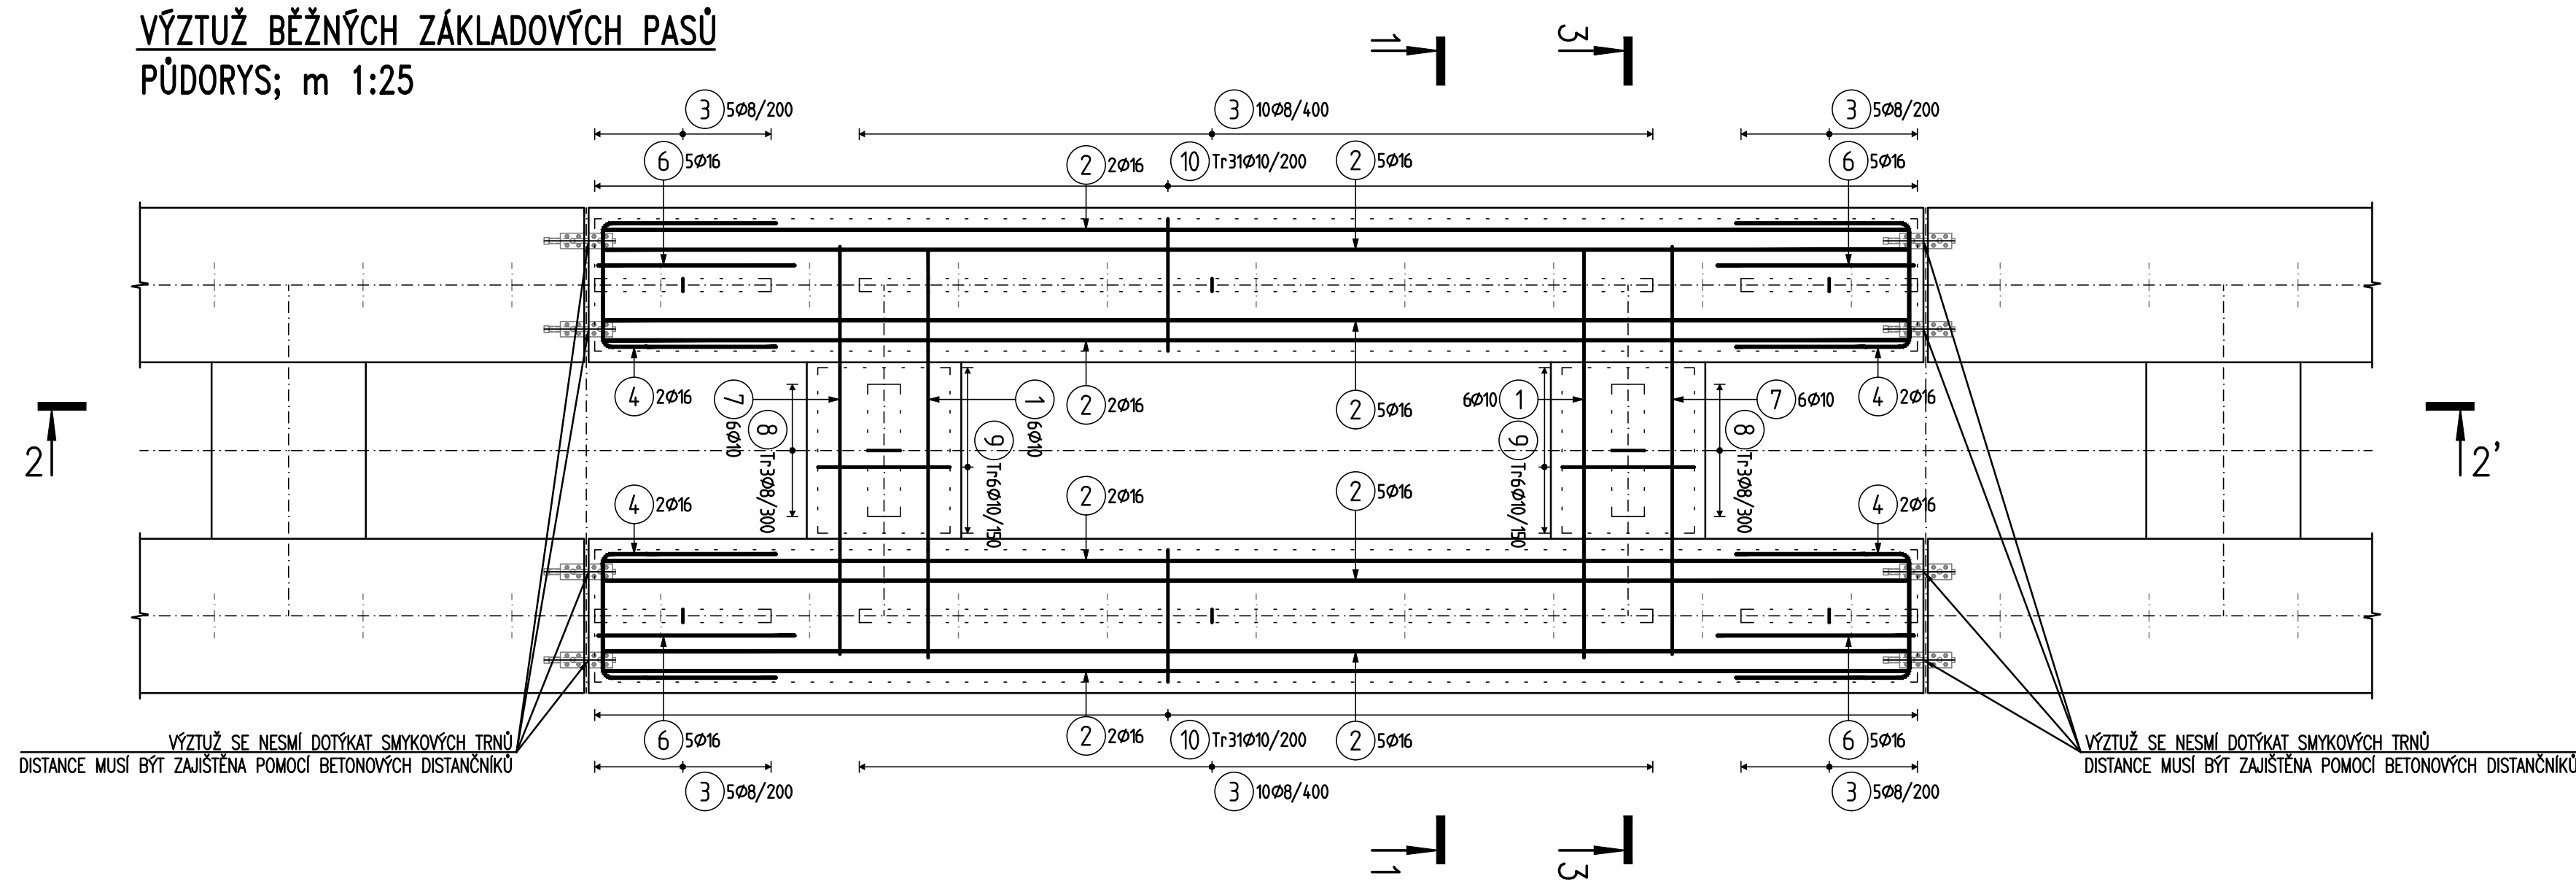 VÝZTUŽ BĚŽNÝCH ZÁKLADOVÝCH PASŮ
PŮDORYS; m 1:25
1
3
3 5Ø8/200
3 10Ø8/400
3 5Ø8/200
6 5Ø16
2 2Ø16
10 Tr31Ø10/200
2 5Ø16
6 5Ø16
4 2Ø16
7 6Ø10
8 Tr3Ø8/300
9 Tr6Ø10/150
1 6Ø10
2 2Ø16
2 5Ø16
6Ø10 1
9 Tr6Ø10/150
7 6Ø10
8 Tr3Ø8/300
4 2Ø16
2
2'
4 2Ø16
2 2Ø16
2 5Ø16
4 2Ø16
6 5Ø16
2 2Ø16
10 Tr31Ø10/200
2 5Ø16
6 5Ø16
VÝZTUŽ SE NESMÍ DOTÝKAT SMYKOVÝCH TRNŮ
DISTANCE MUSÍ BÝT ZAJIŠTĚNA POMOCÍ BETONOVÝCH DISTANČNÍKŮ
VÝZTUŽ SE NESMÍ DOTÝKAT SMYKOVÝCH TRNŮ
DISTANCE MUSÍ BÝT ZAJIŠTĚNA POMOCÍ BETONOVÝCH DISTANČNÍKŮ
3 5Ø8/200
3 10Ø8/400
3 5Ø8/200
1
3